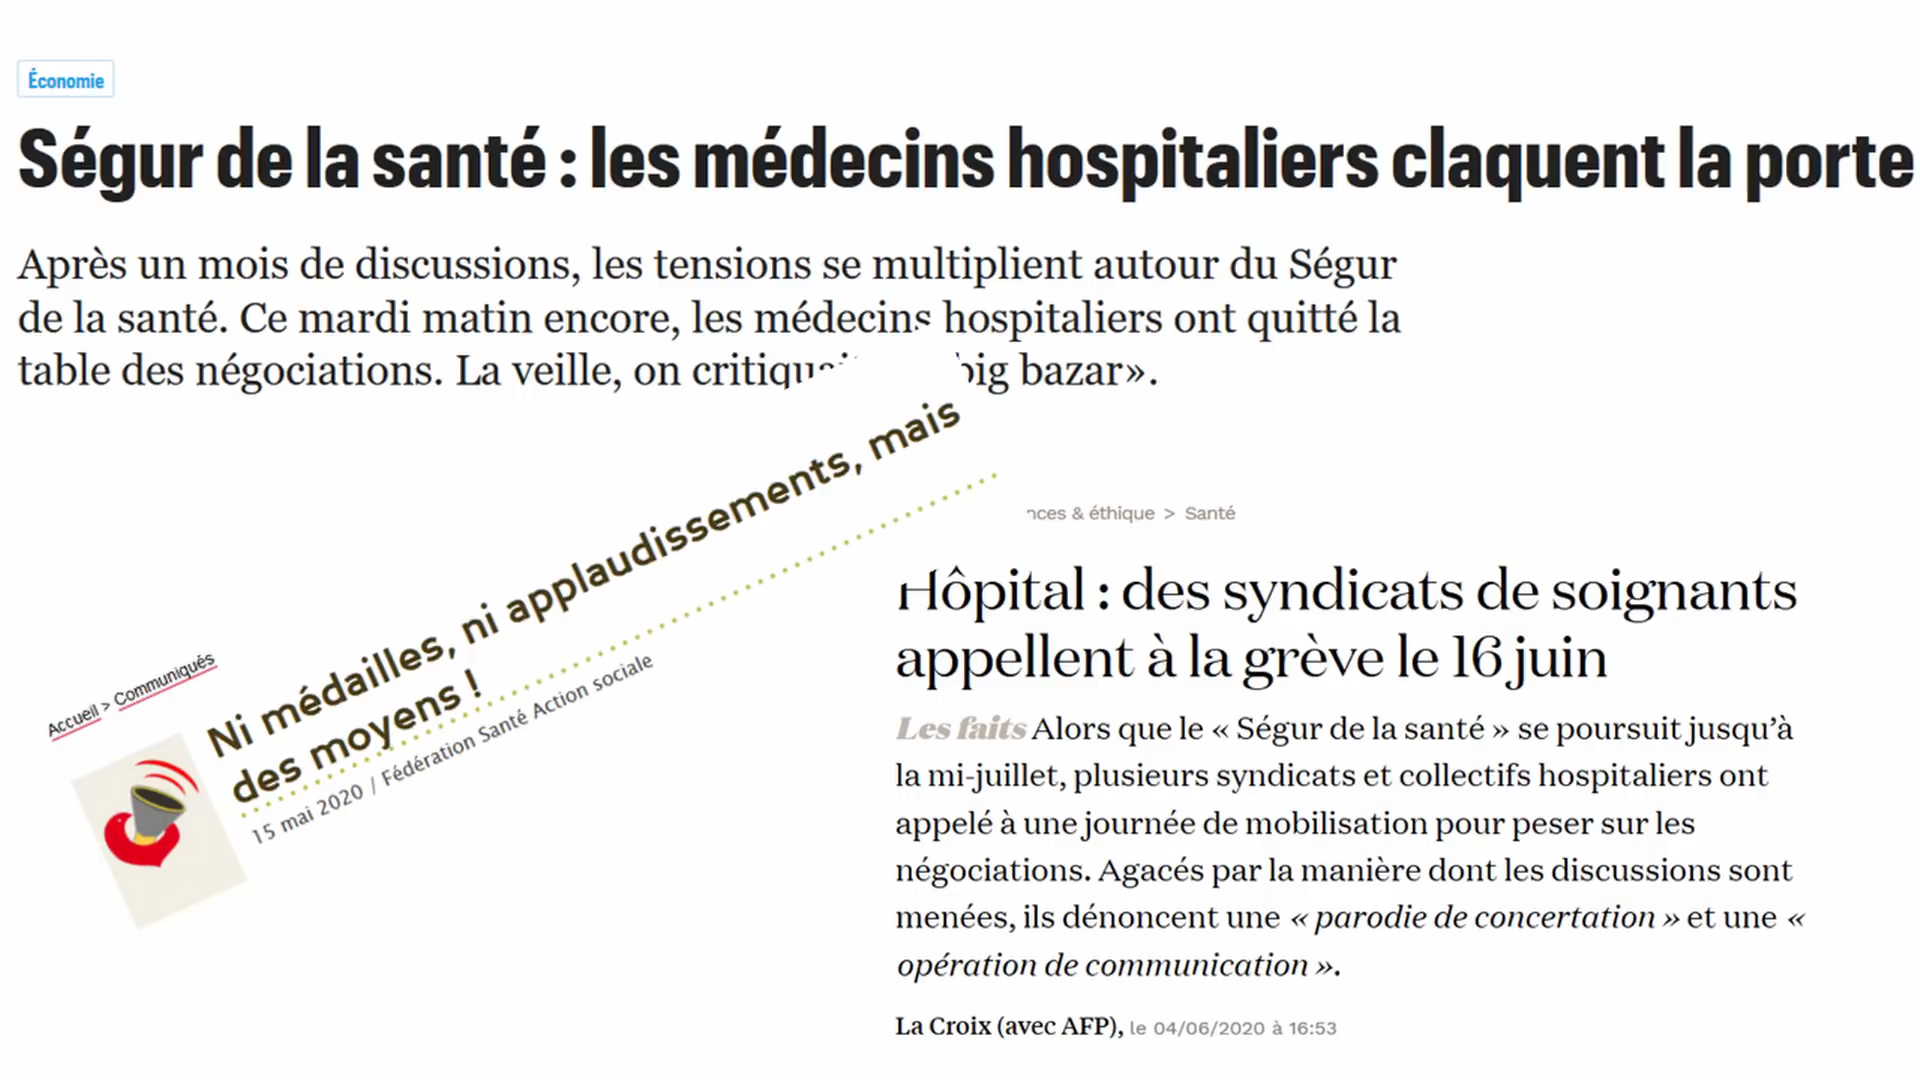 Économie
Ségur de la santé : les médecins hospitaliers claquent la porte
Après un mois de discussions, les tensions se multiplient autour du Ségur
de la santé. Ce mardi matin encore, les médecins hospitaliers ont quitté la
table des négociations. La veille, on big bazar».
Accueil > Communiqués
Ni médailles, ni applaudissements, mais
des moyens !
15 mai 2020 / Fédération Santé Action sociale
& éthique > Santé
Hôpital : des syndicats de soignants
appellent à la grève le 16 juin
Les faits Alors que le « Ségur de la santé » se poursuit jusqu’à
la mi-juillet, plusieurs syndicats et collectifs hospitaliers ont
appelé à une journée de mobilisation pour peser sur les
négociations. Agacés par la manière dont les discussions sont
menées, ils dénoncent une « parodie de concertation » et une «
opération de communication ».
La Croix (avec AFP), le 04/06/2020 à 16:53